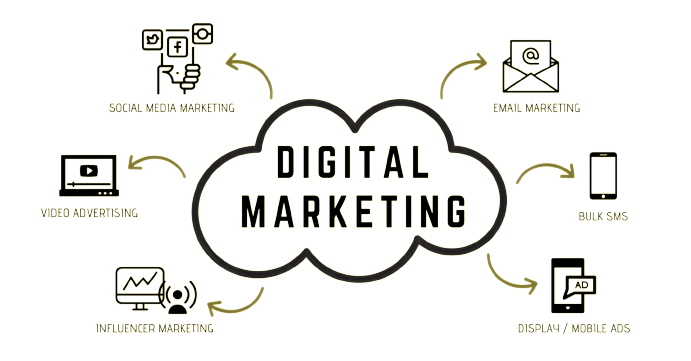 SOCIAL MEDIA MARKETING
@
EMAIL MARKETING
DIGITAL
MARKETING
VIDEO ADVERTISING
BULK SMS
AD
INFLUENCER MARKETING
DISPLAY / MOBILE ADS